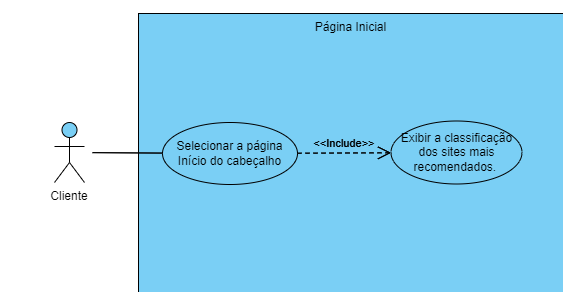 Página Inicial
Selecionar a página
Início do cabeçalho
<<Include>>
Exibir a classificação
dos sites mais
recomendados.
Cliente